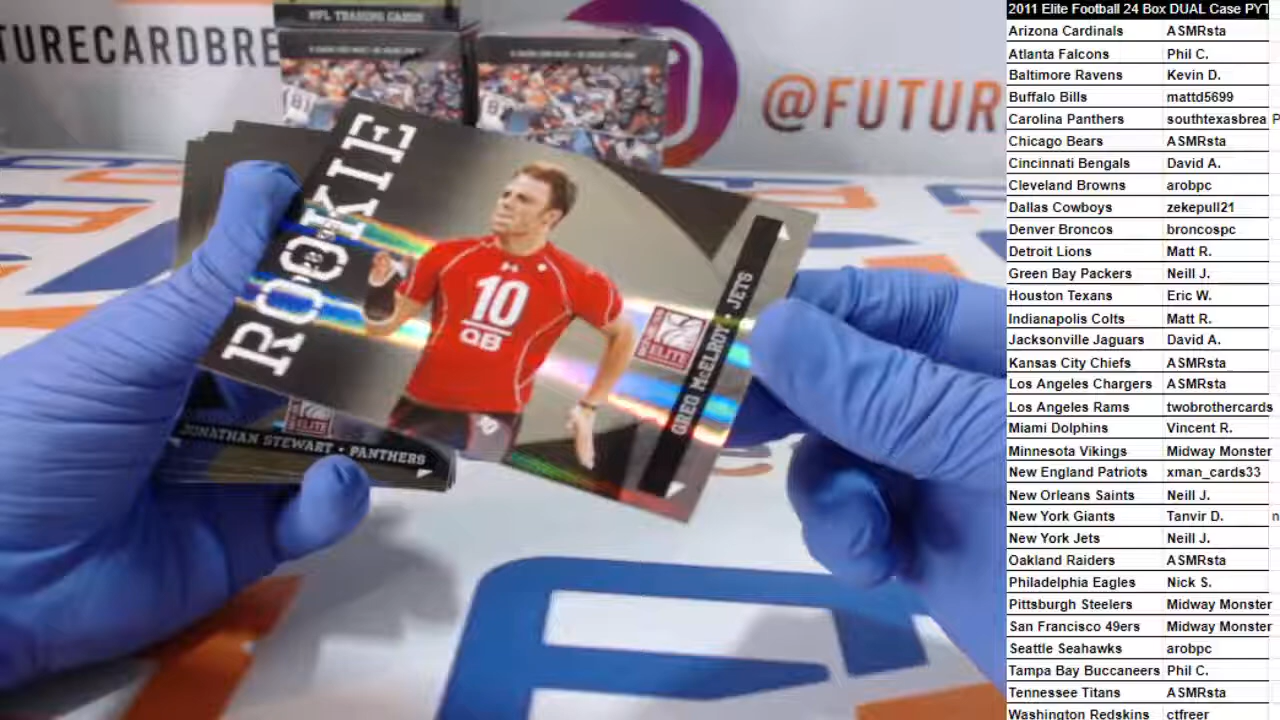 NFL TRADING CARDS
TURECARDBRE
@FUTUR
ROOKIE
10
QB
ELITE
GREG McELROY • JETS
JONATHAN STEWART • PANTHERS
2011 Elite Football 24 Box DUAL Case PYT
Arizona Cardinals ASMRsta
Atlanta Falcons Phil C.
Baltimore Ravens Kevin D.
Buffalo Bills mattd5699
Carolina Panthers southtexasbrea P
Chicago Bears ASMRsta
Cincinnati Bengals David A.
Cleveland Browns arobpc
Dallas Cowboys zekepull21
Denver Broncos broncospc
Detroit Lions Matt R.
Green Bay Packers Neill J.
Houston Texans Eric W.
Indianapolis Colts Matt R.
Jacksonville Jaguars David A.
Kansas City Chiefs ASMRsta
Los Angeles Chargers ASMRsta
Los Angeles Rams twobrothercards
Miami Dolphins Vincent R.
Minnesota Vikings Midway Monster
New England Patriots xman_cards33
New Orleans Saints Neill J.
New York Giants Tanvir D. n
New York Jets Neill J.
Oakland Raiders ASMRsta
Philadelphia Eagles Nick S.
Pittsburgh Steelers Midway Monster
San Francisco 49ers Midway Monster
Seattle Seahawks arobpc
Tampa Bay Buccaneers Phil C.
Tennessee Titans ASMRsta
Washington Redskins ctfreer